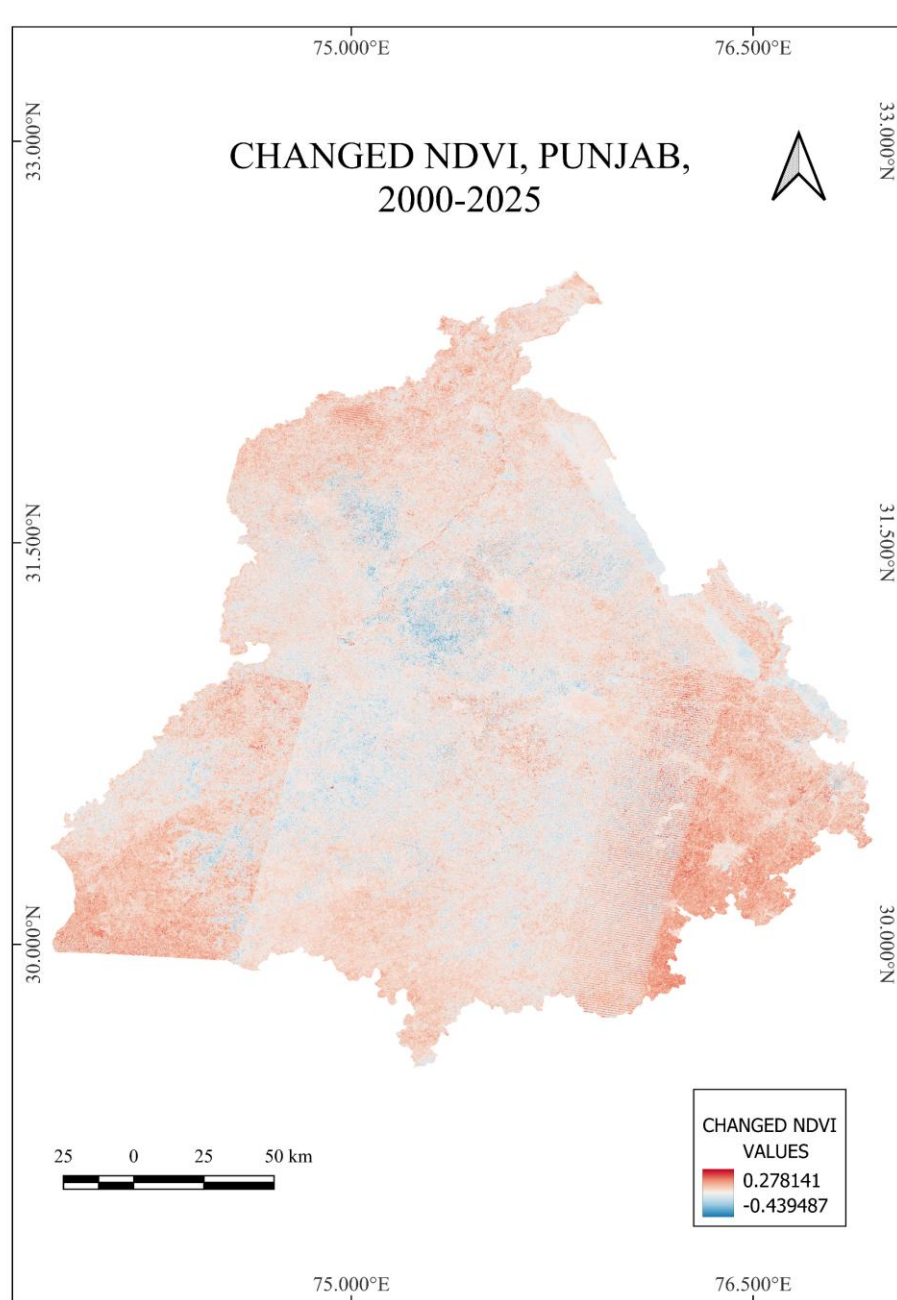 75.000°E 76.500°E
33.000°N 33.000°N
CHANGED NDVI, PUNJAB,
2000-2025
31.500°N 31.500°N
30.000°N 30.000°N
25 0 25 50 km
CHANGED NDVI
VALUES
0.278141
-0.439487
75.000°E 76.500°E